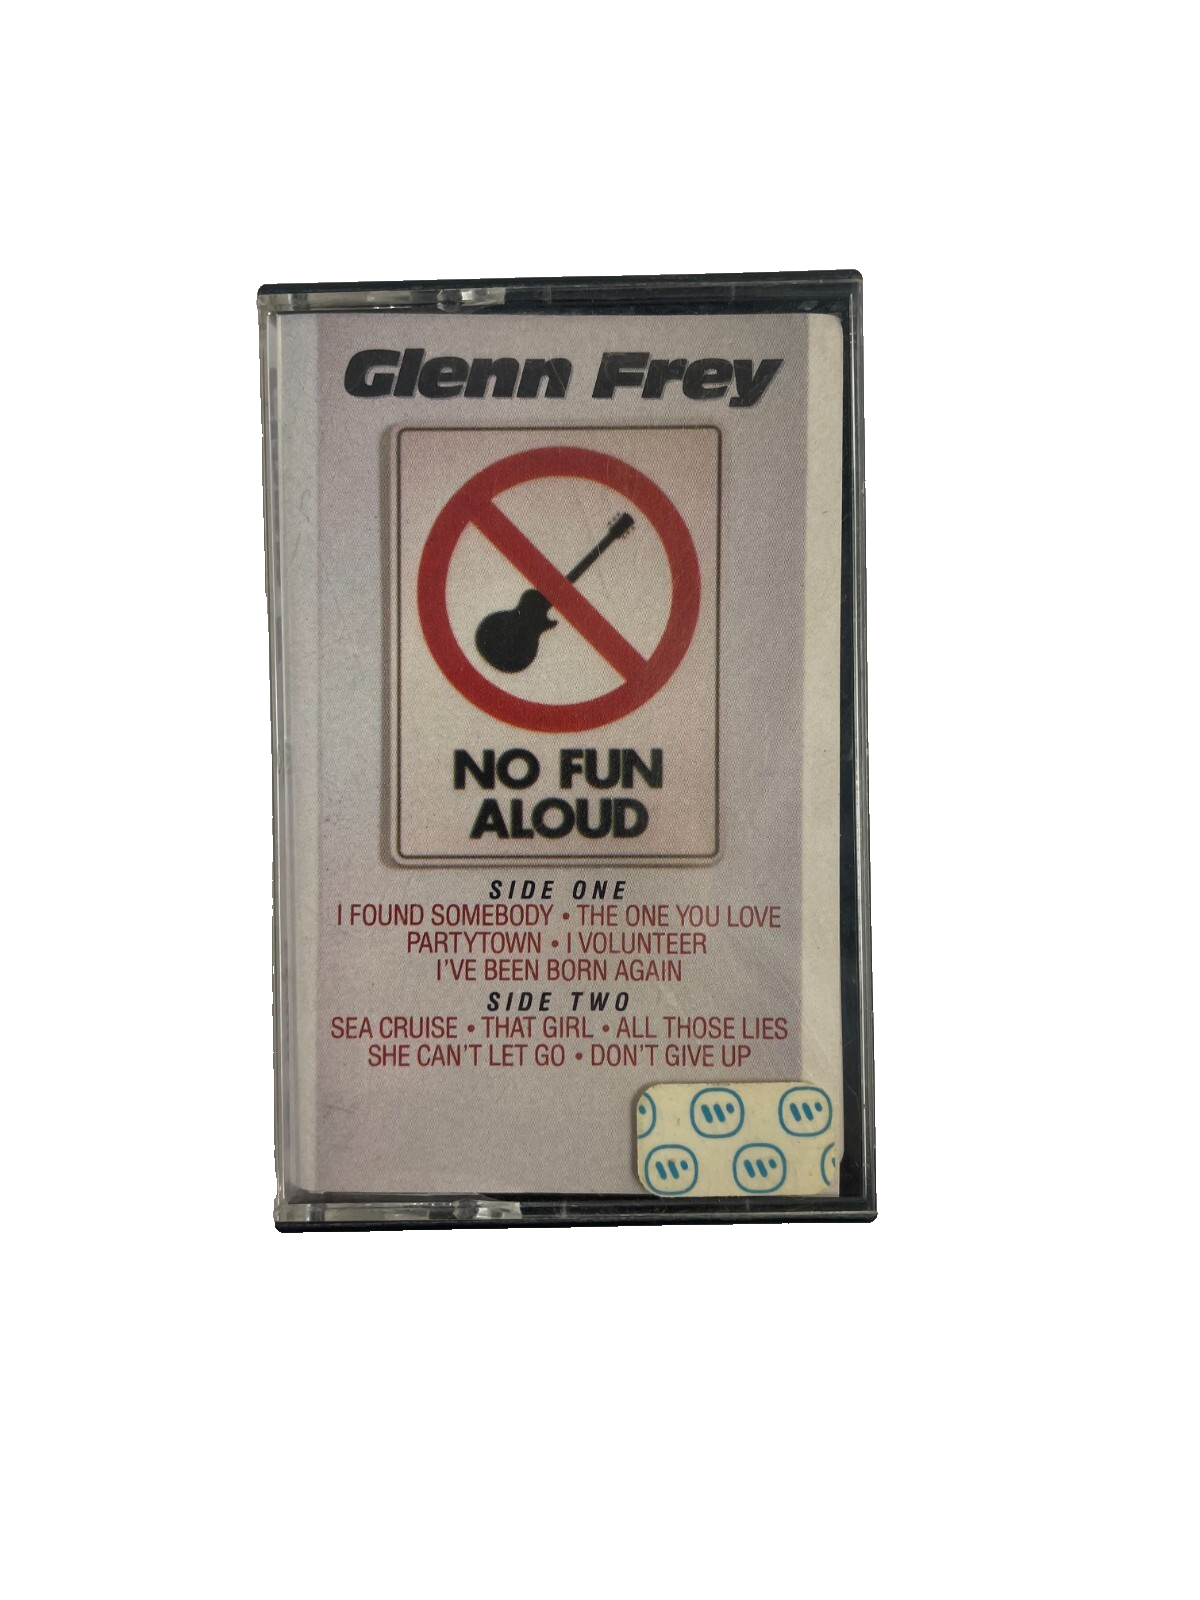 Glenn Frey
NO FUN
ALOUD
SIDE ONE
I FOUND SOMEBODY • THE ONE YOU LOVE
PARTYTOWN • I VOLUNTEER
I'VE BEEN BORN AGAIN
SIDE TWO
SEA CRUISE • THAT GIRL • ALL THOSE LIES
SHE CAN'T LET GO • DON'T GIVE UP